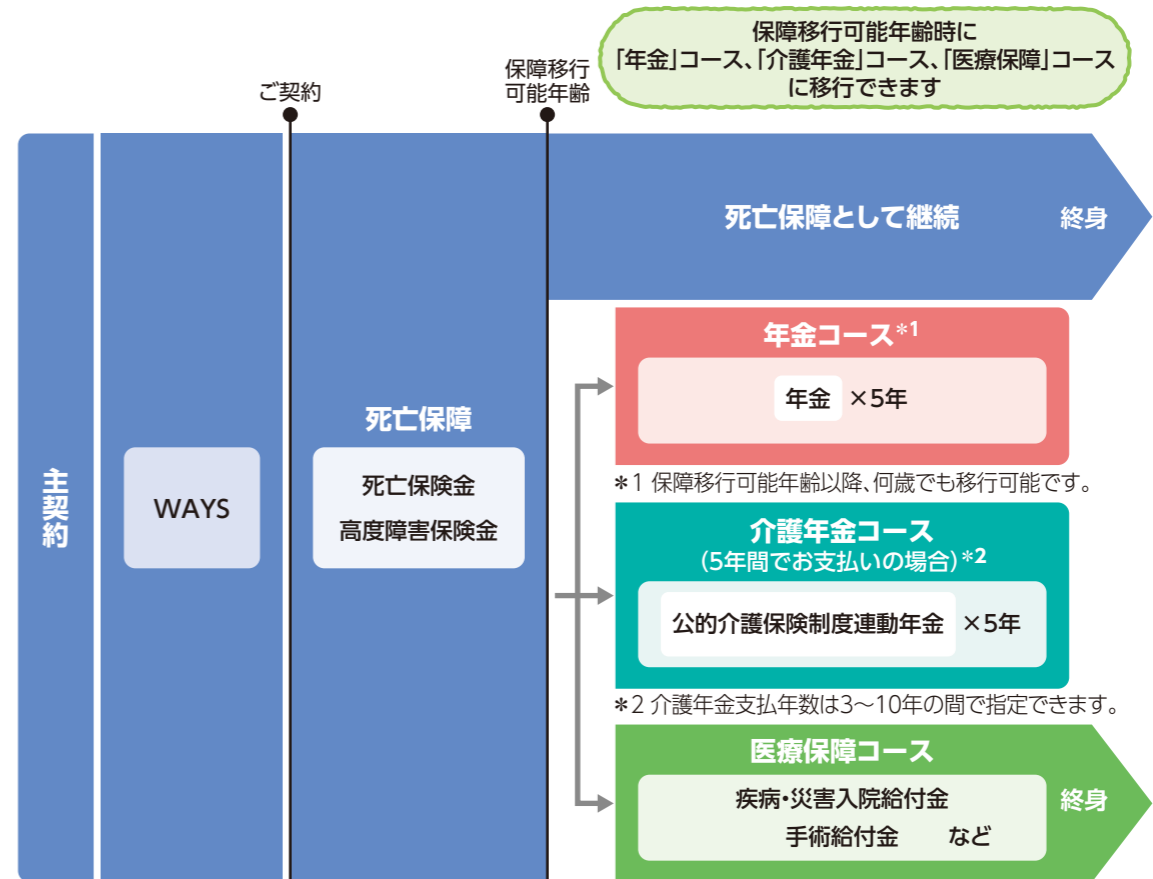 保障移行可能年齢時に
「年金」コース、「介護年金」コース、「医療保障」コース
に移行できます
ご契約
保障移行
可能年齢
主契約
WAYS
死亡保障
死亡保険金
高度障害保険金
死亡保障として継続
終身
年金コース*1
年金 ×5年
*1 保障移行可能年齢以降、何歳でも移行可能です。
介護年金コース
(5年間でお支払いの場合)*2
公的介護保険制度連動年金 ×5年
*2 介護年金支払年数は3〜10年の間で指定できます。
医療保障コース
疾病・災害入院給付金
手術給付金 など
終身